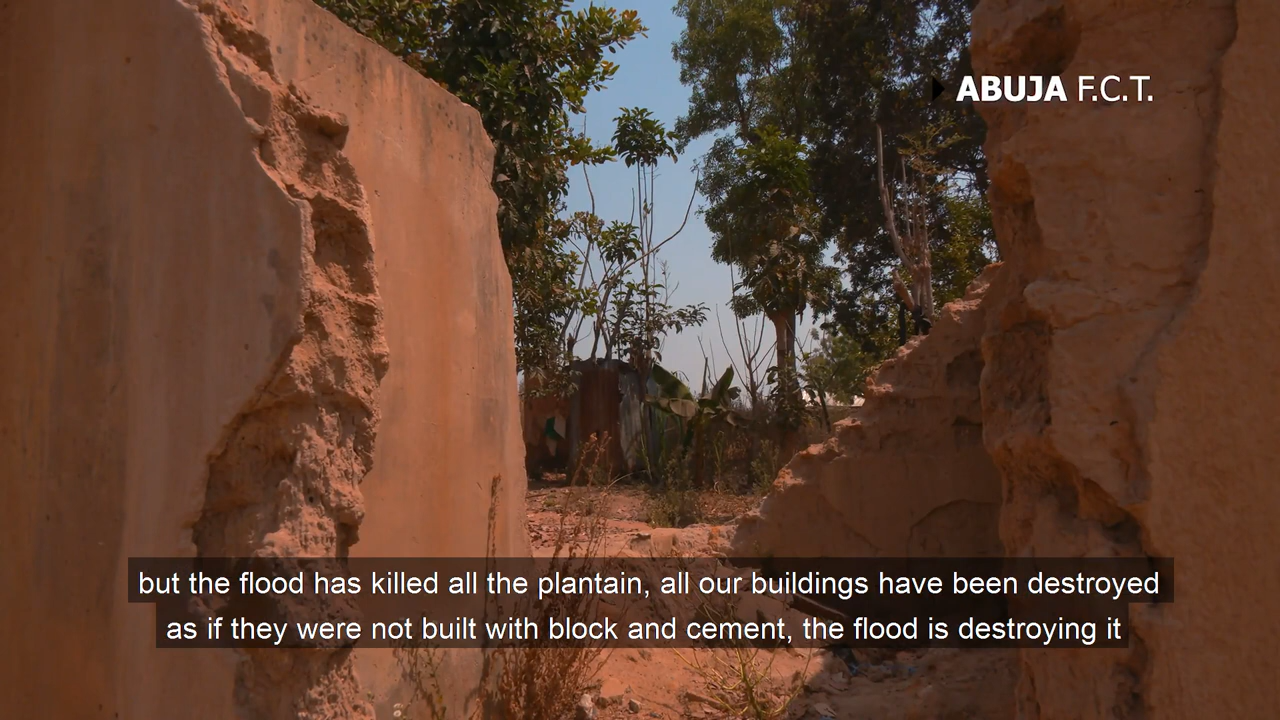 ABUJA F.C.T.
but the flood has killed all the plantain, all our buildings have been destroyed
as if they were not built with block and cement, the flood is destroying it